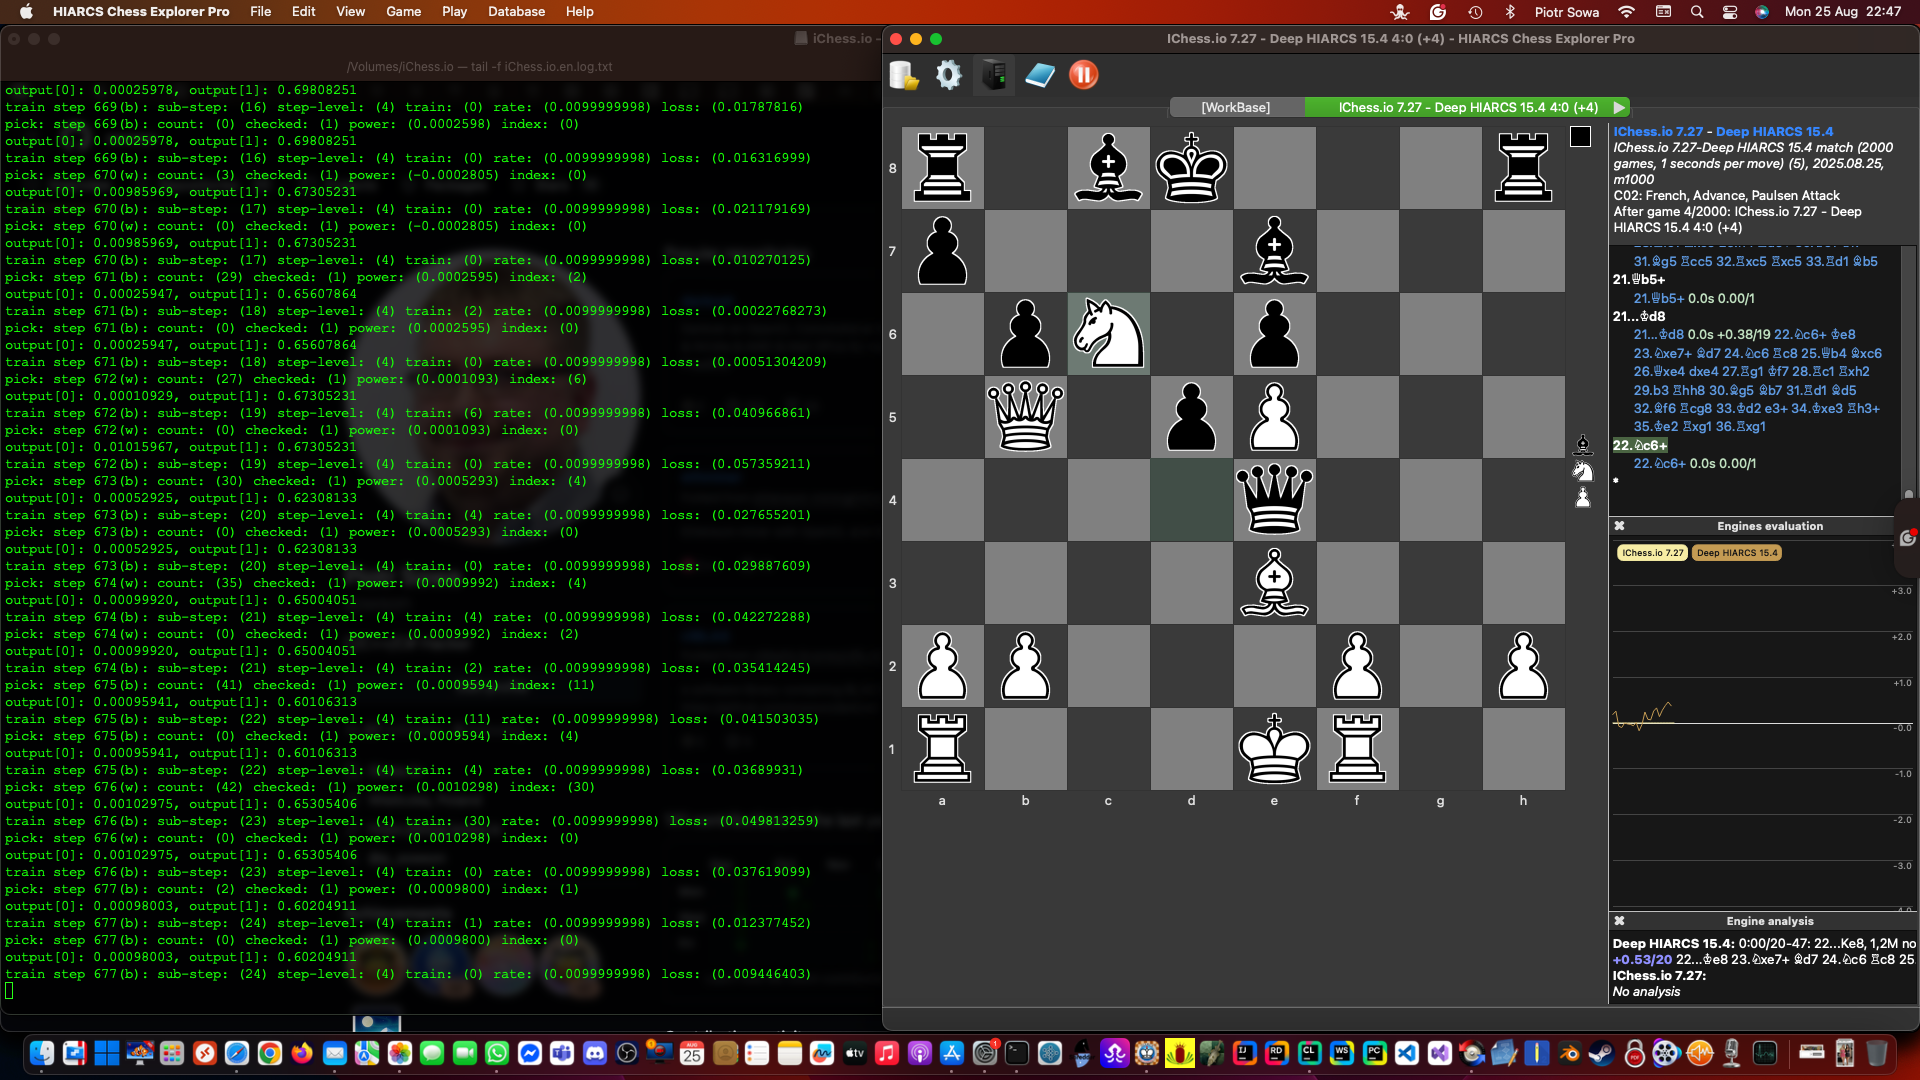 HIARCS Chess Explorer Pro File Edit View Game Play Database Help Piotr Sowa Mon 25 Aug 22:47
iChess.io —
/Volumes/iChess.io — tail -f iChess.io.en.log.txt
output[0]: 0.00025978, output[1]: 0.69808251
train step 669(b): sub-step: (16) step-level: (4) train: (0) rate: (0.0099999998) loss: (0.01787816)
pick: step 669(b): count: (0) checked: (1) power: (0.0002598) index: (0)
output[0]: 0.00025978, output[1]: 0.69808251
train step 669(b): sub-step: (16) step-level: (4) train: (0) rate: (0.0099999998) loss: (0.016316999)
pick: step 670(w): count: (3) checked: (1) power: (-0.0002805) index: (0)
output[0]: 0.00985969, output[1]: 0.67305231
train step 670(b): sub-step: (17) step-level: (4) train: (0) rate: (0.0099999998) loss: (0.021179169)
pick: step 670(w): count: (0) checked: (1) power: (-0.0002805) index: (0)
output[0]: 0.00985969, output[1]: 0.67305231
train step 670(b): sub-step: (17) step-level: (4) train: (0) rate: (0.0099999998) loss: (0.010270125)
pick: step 671(b): count: (29) checked: (1) power: (0.0002595) index: (2)
output[0]: 0.00025947, output[1]: 0.65607864
train step 671(b): sub-step: (18) step-level: (4) train: (2) rate: (0.0099999998) loss: (0.00022768273)
pick: step 671(b): count: (0) checked: (1) power: (0.0002595) index: (0)
output[0]: 0.00025947, output[1]: 0.65607864
train step 671(b): sub-step: (18) step-level: (4) train: (0) rate: (0.0099999998) loss: (0.00051304209)
pick: step 672(w): count: (27) checked: (1) power: (0.0001093) index: (6)
output[0]: 0.00010929, output[1]: 0.67305231
train step 672(b): sub-step: (19) step-level: (4) train: (6) rate: (0.0099999998) loss: (0.040966861)
pick: step 672(w): count: (0) checked: (1) power: (0.0001093) index: (0)
output[0]: 0.01015967, output[1]: 0.67305231
train step 672(b): sub-step: (19) step-level: (4) train: (0) rate: (0.0099999998) loss: (0.057359211)
pick: step 673(b): count: (30) checked: (1) power: (0.0005293) index: (4)
output[0]: 0.00052925, output[1]: 0.62308133
train step 673(b): sub-step: (20) step-level: (4) train: (4) rate: (0.0099999998) loss: (0.027655201)
pick: step 673(b): count: (0) checked: (1) power: (0.0005293) index: (0)
output[0]: 0.00052925, output[1]: 0.62308133
train step 673(b): sub-step: (20) step-level: (4) train: (0) rate: (0.0099999998) loss: (0.029887609)
pick: step 674(w): count: (35) checked: (1) power: (0.0009992) index: (4)
output[0]: 0.00099920, output[1]: 0.65004051
train step 674(b): sub-step: (21) step-level: (4) train: (4) rate: (0.0099999998) loss: (0.042272288)
pick: step 674(w): count: (0) checked: (1) power: (0.0009992) index: (2)
output[0]: 0.00099920, output[1]: 0.65004051
train step 674(b): sub-step: (21) step-level: (4) train: (2) rate: (0.0099999998) loss: (0.035414245)
pick: step 675(b): count: (41) checked: (1) power: (0.0009594) index: (11)
output[0]: 0.00095941, output[1]: 0.60106313
train step 675(b): sub-step: (22) step-level: (4) train: (11) rate: (0.0099999998) loss: (0.041503035)
pick: step 675(b): count: (0) checked: (1) power: (0.0009594) index: (4)
output[0]: 0.00095941, output[1]: 0.60106313
train step 675(b): sub-step: (22) step-level: (4) train: (4) rate: (0.0099999998) loss: (0.03689931)
pick: step 676(w): count: (42) checked: (1) power: (0.0010298) index: (30)
output[0]: 0.00102975, output[1]: 0.65305406
train step 676(b): sub-step: (23) step-level: (4) train: (30) rate: (0.0099999998) loss: (0.049813259)
pick: step 676(w): count: (0) checked: (1) power: (0.0010298) index: (0)
output[0]: 0.00102975, output[1]: 0.65305406
train step 676(b): sub-step: (23) step-level: (4) train: (0) rate: (0.0099999998) loss: (0.037619099)
pick: step 677(b): count: (2) checked: (1) power: (0.0009800) index: (1)
output[0]: 0.00098003, output[1]: 0.60204911
train step 677(b): sub-step: (24) step-level: (4) train: (1) rate: (0.0099999998) loss: (0.012377452)
pick: step 677(b): count: (0) checked: (1) power: (0.0009800) index: (0)
output[0]: 0.00098003, output[1]: 0.60204911
train step 677(b): sub-step: (24) step-level: (4) train: (0) rate: (0.0099999998) loss: (0.009446403)
IChess.io 7.27 - Deep HIARCS 15.4 4:0 (+4) - HIARCS Chess Explorer Pro
[WorkBase] IChess.io 7.27 - Deep HIARCS 15.4 4:0 (+4)
8
7
6
5
4
3
2
1
a b c d e f g h
IChess.io 7.27 - Deep HIARCS 15.4
IChess.io 7.27-Deep HIARCS 15.4 match (2000
games, 1 seconds per move) (5), 2025.08.25,
m1000
C02: French, Advance, Paulsen Attack
After game 4/2000: IChess.io 7.27 - Deep
HIARCS 15.4 4:0 (+4)
31.♗g5 ♖cc5 32.♖xc5 ♖xc5 33.♖d1 ♗b5
21.♕b5+
21.♕b5+ 0.0s 0.00/1
21...♔d8
21...♔d8 0.0s +0.38/19 22.♘c6+ ♔e8
23.♘xe7+ ♗d7 24.♘c6 ♖c8 25.♕b4 ♗xc6
26.♕xe4 dxe4 27.♖g1 ♔f7 28.♖c1 ♖xh2
29.b3 ♖hh8 30.♗g5 ♗b7 31.♖d1 ♗d5
32.♗f6 ♖cg8 33.♔d2 e3+ 34.♔xe3 ♖h3+
35.♔e2 ♖xg1 36.♖xg1
22.♘c6+
22.♘c6+ 0.0s 0.00/1
*
Engines evaluation
IChess.io 7.27 Deep HIARCS 15.4
+3.0
+2.0
+1.0
-0.0
-1.0
-2.0
-3.0
Engine analysis
Deep HIARCS 15.4: 0:00/20-47: 22...Ke8, 1,2M no
+0.53/20 22...♔e8 23.♘xe7+ ♗d7 24.♘c6 ♖c8 25
IChess.io 7.27:
No analysis
AUG
25
tv
IJ
RD
CL
WS
PC